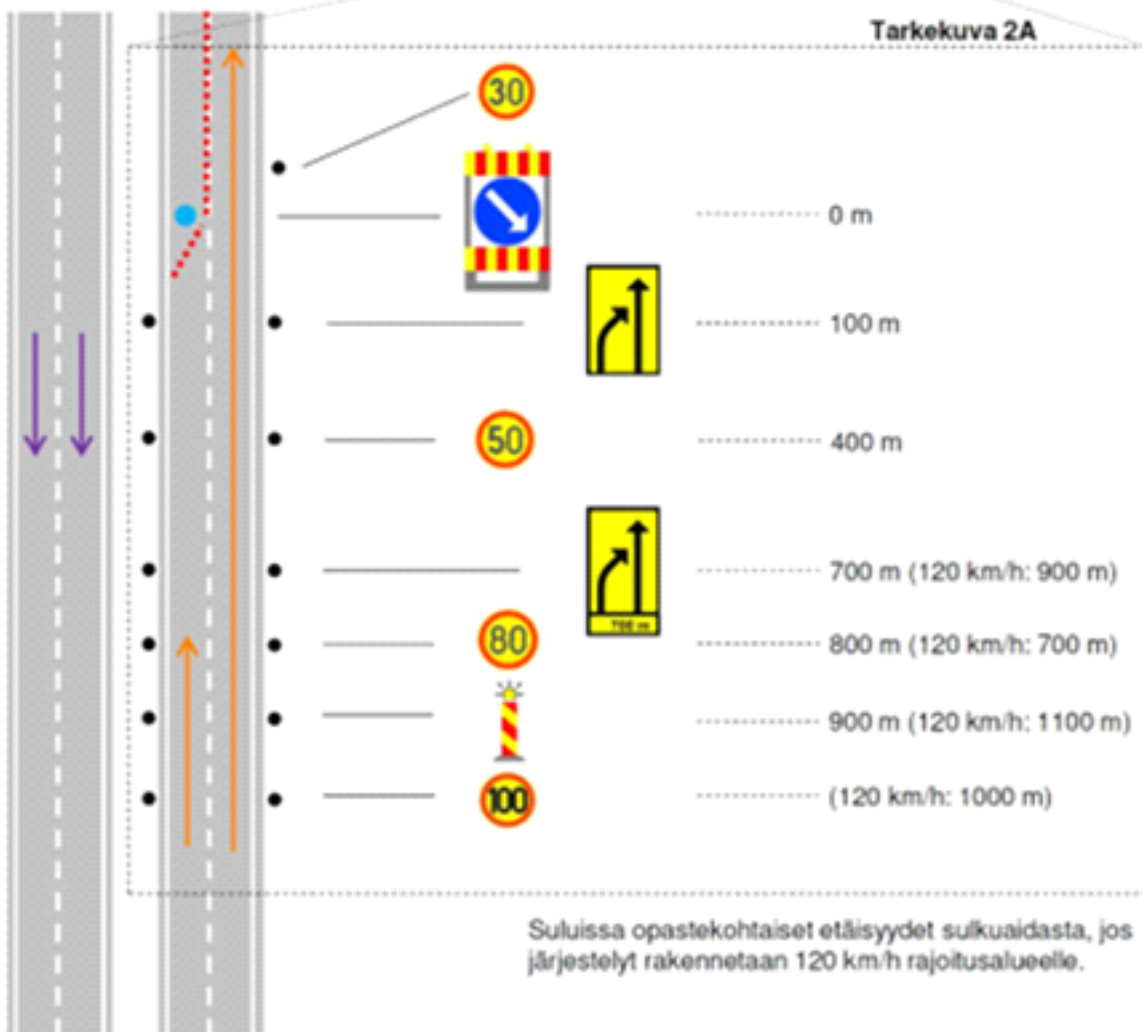 Tarkekuva 2A
30
0 m
100 m
50
400 m
700 m
700 m (120 km/h: 900 m)
80
800 m (120 km/h: 700 m)
900 m (120 km/h: 1100 m)
100
(120 km/h: 1000 m)
Suluissa opastekohtaiset etäisyydet sulkuaidasta, jos
järjestelyt rakennetaan 120 km/h rajoitusalueelle.